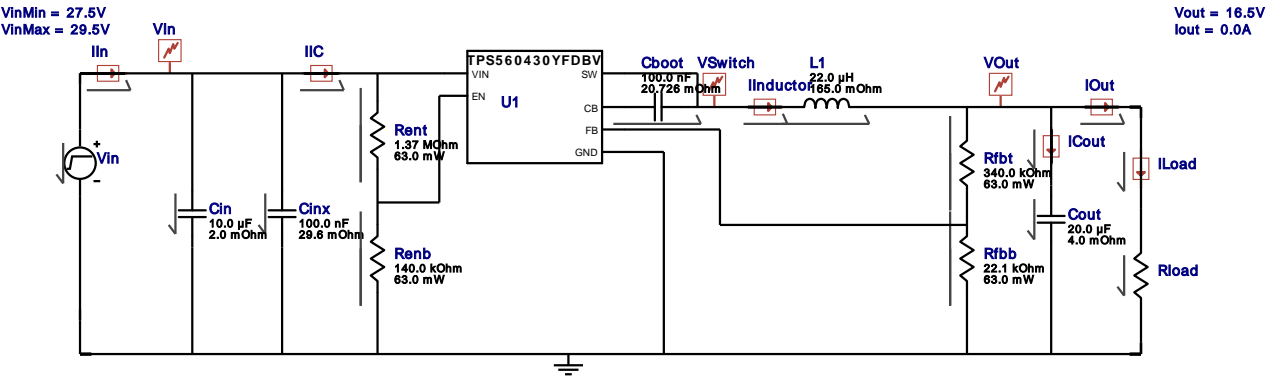 VinMin = 27.5V
VinMax = 29.5V
Vout = 16.5V
Iout = 0.0A
VIn
IIn
IIC
TPS560430YFDBV
VIN
EN
SW
CB
FB
GND
U1
Cboot
100.0 nF
20.726 mOhm
VSwitch
IInductor
L1
22.0 µH
165.0 mOhm
VOut
IOut
Vin
+
-
Rent
1.37 MOhm
63.0 mW
Cin
10.0 µF
2.0 mOhm
Cinx
100.0 nF
29.6 mOhm
Renb
140.0 kOhm
63.0 mW
Rfbt
340.0 kOhm
63.0 mW
ICout
ILoad
Cout
20.0 µF
4.0 mOhm
Rfbb
22.1 kOhm
63.0 mW
Rload